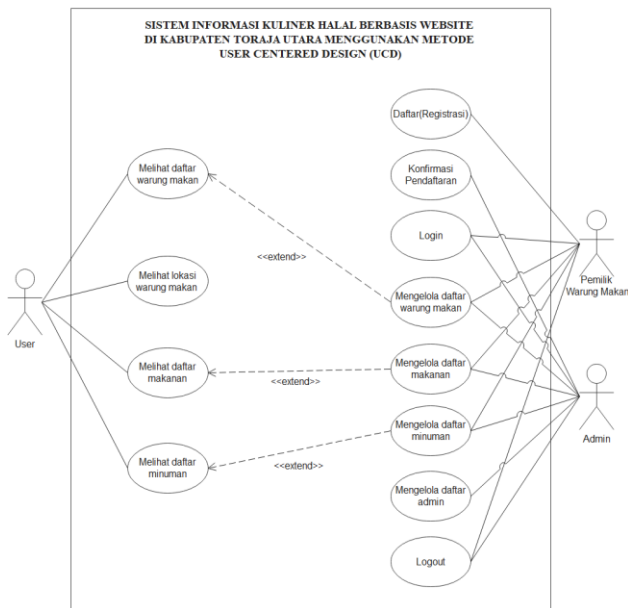 SISTEM INFORMASI KULINER HALAL BERBASIS WEBSITE
DI KABUPATEN TORAJA UTARA MENGGUNAKAN METODE
USER CENTERED DESIGN (UCD)
Daftar(Registrasi)
Melihat daftar
warung makan
Konfirmasi
Pendaftaran
Login
<<extend>>
Melihat lokasi
warung makan
Mengelola daftar
warung makan
Pemilik
Warung Makan
User
Melihat daftar
makanan
<<extend>>
Mengelola daftar
makanan
Mengelola daftar
minuman
Admin
Melihat daftar
minuman
<<extend>>
Mengelola daftar
admin
Logout